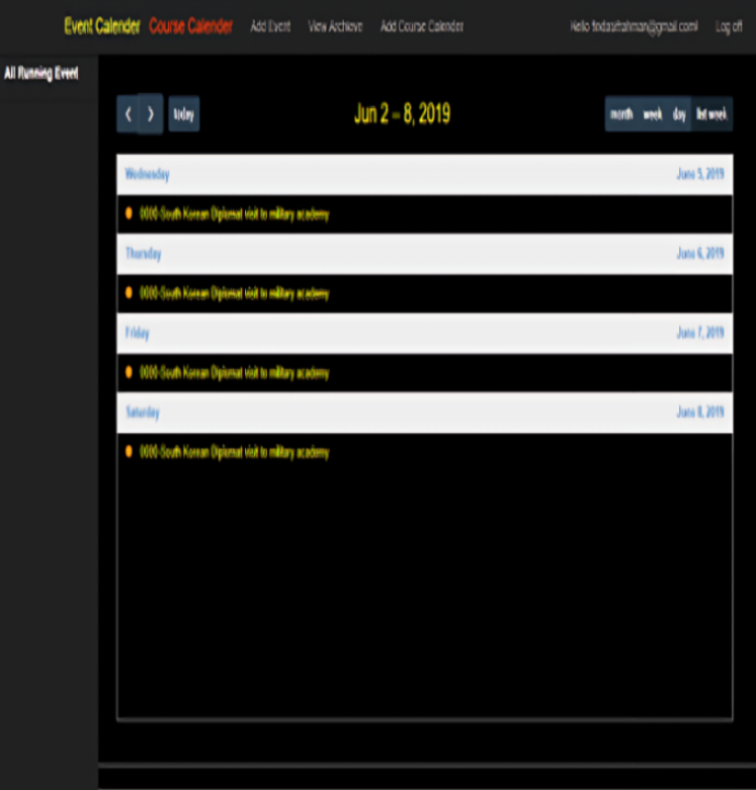 Event Calender Course Calender Add Event View Archieve Add Course Calender Hello Log off
All Running Event
today
Jun 2 – 8, 2019
month week day list week
Wednesday June 5, 2019
0000-South Korean Diplomat visit to military academy
Thursday June 6, 2019
0000-South Korean Diplomat visit to military academy
Friday June 7, 2019
0000-South Korean Diplomat visit to military academy
Saturday June 8, 2019
0000-South Korean Diplomat visit to military academy